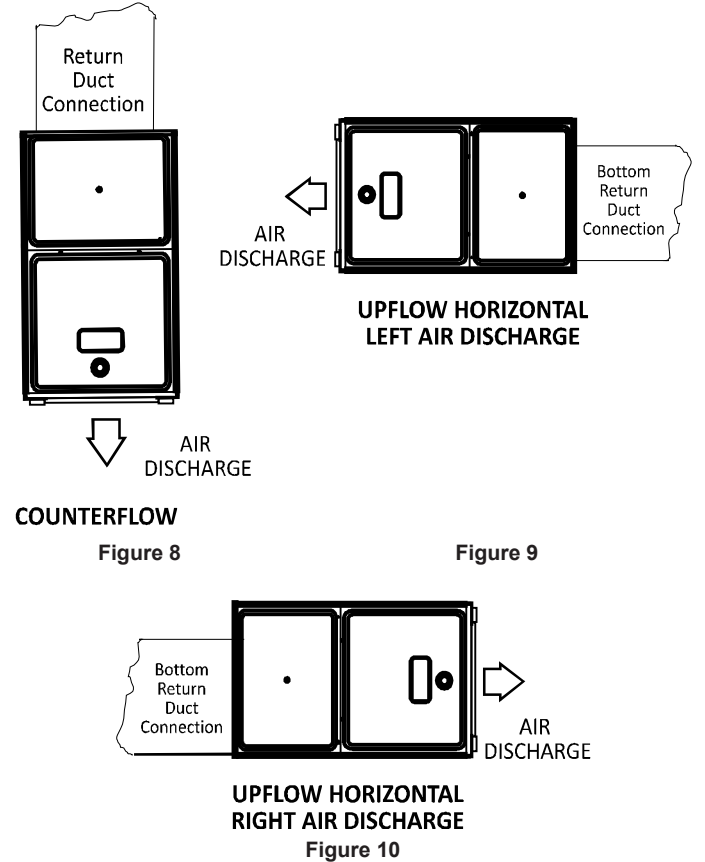 Return
Duct
Connection
AIR
DISCHARGE
COUNTERFLOW
Figure 8
Bottom
Return
Duct
Connection
AIR
DISCHARGE
UPFLOW HORIZONTAL
LEFT AIR DISCHARGE
Figure 9
Bottom
Return
Duct
Connection
AIR
DISCHARGE
UPFLOW HORIZONTAL
RIGHT AIR DISCHARGE
Figure 10